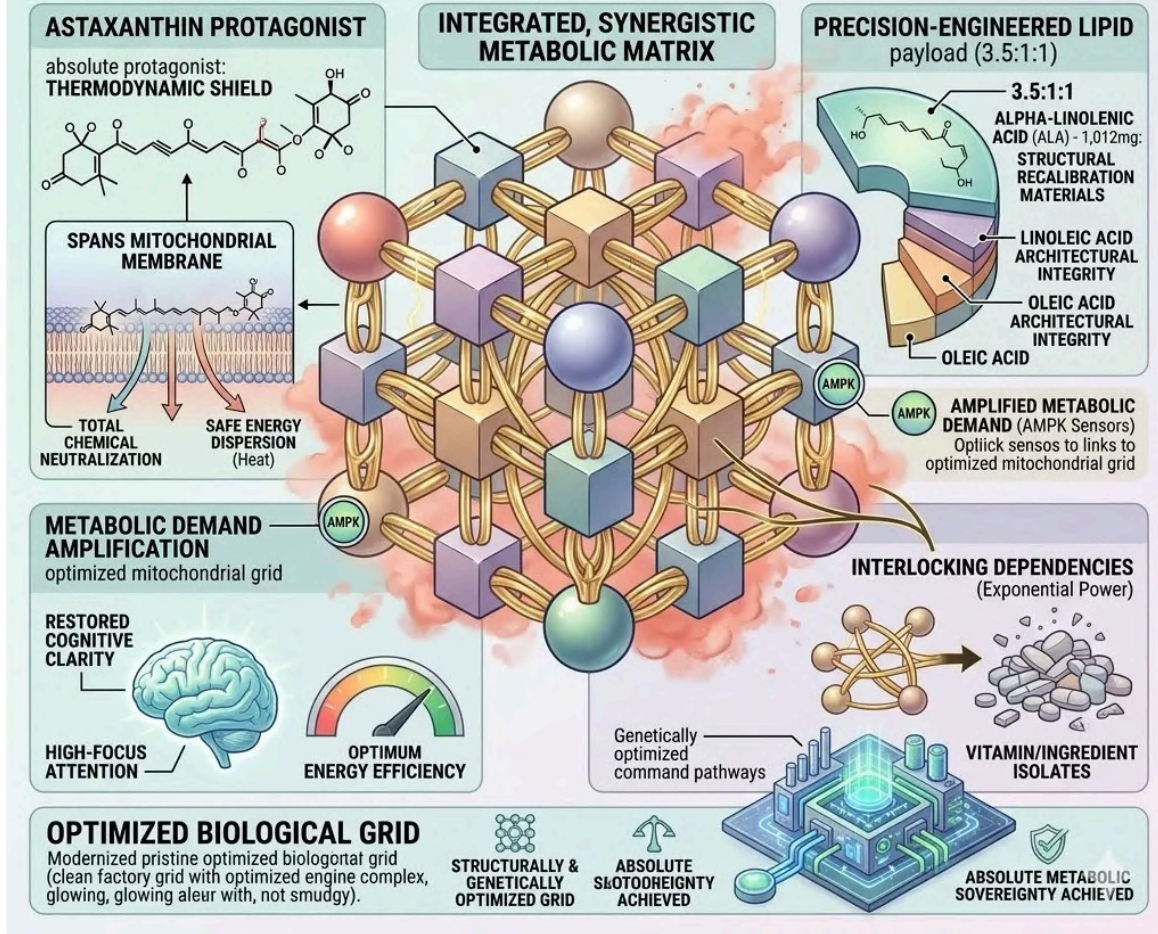 ASTAXANTHIN PROTAGONIST
absolute protagonist:
THERMODYNAMIC SHIELD
OH
O
O
O
O
O
O
O
O
O
O
SPANS MITOCHONDRIAL
MEMBRANE
TOTAL
CHEMICAL
NEUTRALIZATION
SAFE ENERGY
DISPERSION
(Heat)
INTEGRATED, SYNERGISTIC
METABOLIC MATRIX
PRECISION-ENGINEERED LIPID
payload (3.5:1:1)
3.5:1:1
ALPHA-LINOLENIC
ACID (ALA) - 1,012mg:
STRUCTURAL
RECALIBRATION
MATERIALS
HO
O
OH
LINOLEIC ACID
ARCHITECTURAL
INTEGRITY
OLEIC ACID
ARCHITECTURAL
INTEGRITY
OLEIC ACID
AMPK
AMPK
AMPLIFIED METABOLIC
DEMAND (AMPK Sensors)
Optiick sensos to links to
optimized mitochondrial grid
METABOLIC DEMAND
AMPLIFICATION
optimized mitochondrial grid
AMPK
RESTORED
COGNITIVE
CLARITY
HIGH-FOCUS
ATTENTION
OPTIMUM
ENERGY EFFICIENCY
INTERLOCKING DEPENDENCIES
(Exponential Power)
VITAMIN/INGREDIENT
ISOLATES
Genetically
optimized
command pathways
OPTIMIZED BIOLOGICAL GRID
Modernized pristine optimized biologortat grid
(clean factory grid with optimized engine complex,
glowing, glowing aleur with, not smudgy).
STRUCTURALLY &
GENETICALLY
OPTIMIZED GRID
ABSOLUTE
ACHIEVED
ABSOLUTE METABOLIC
SOVEREIGNTY ACHIEVED